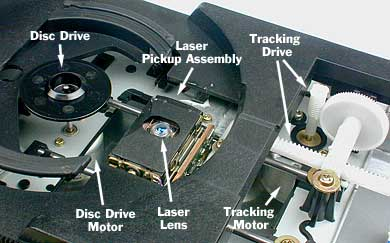 Disc Drive
Laser
Pickup Assembly
Tracking
Drive
Disc Drive
Motor
Laser
Lens
Tracking
Motor